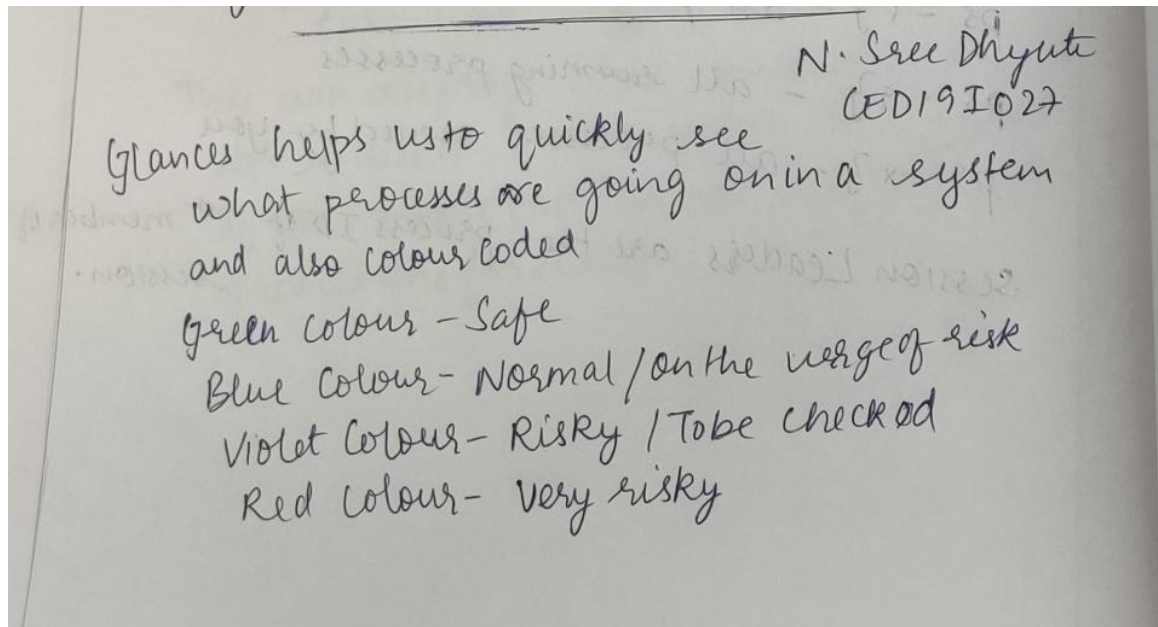 N. Sree Dhyuti
CED19I027
Glances helps us to quickly see
what processes are going on in a system
and also colour coded
Green colour - Safe
Blue Colour - Normal / on the verge of risk
Violet Colour - Risky / To be checked
Red Colour - Very risky